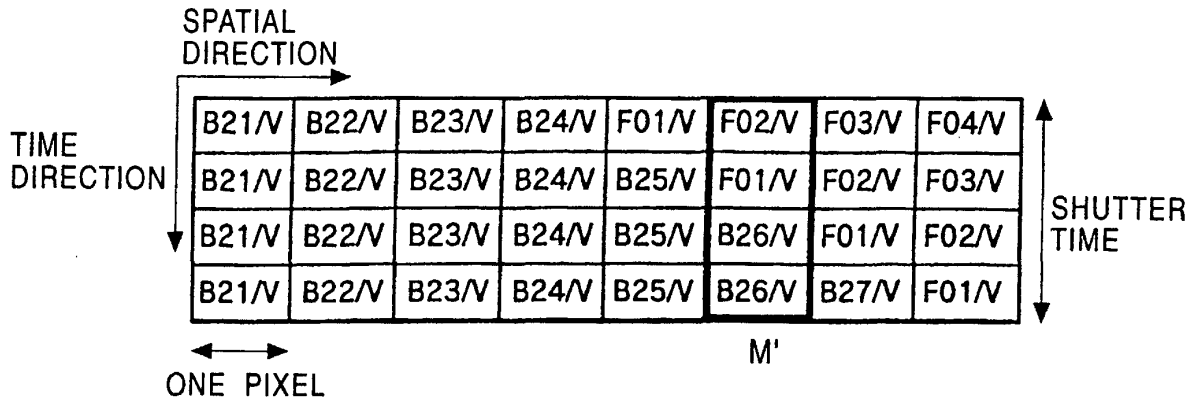 SPATIAL
DIRECTION
TIME
DIRECTION
B21/V B22/V B23/V B24/V F01/V F02/V F03/V F04/V
B21/V B22/V B23/V B24/V B25/V F01/V F02/V F03/V
B21/V B22/V B23/V B24/V B25/V B26/V F01/V F02/V
B21/V B22/V B23/V B24/V B25/V B26/V B27/V F01/V
SHUTTER
TIME
M'
ONE PIXEL